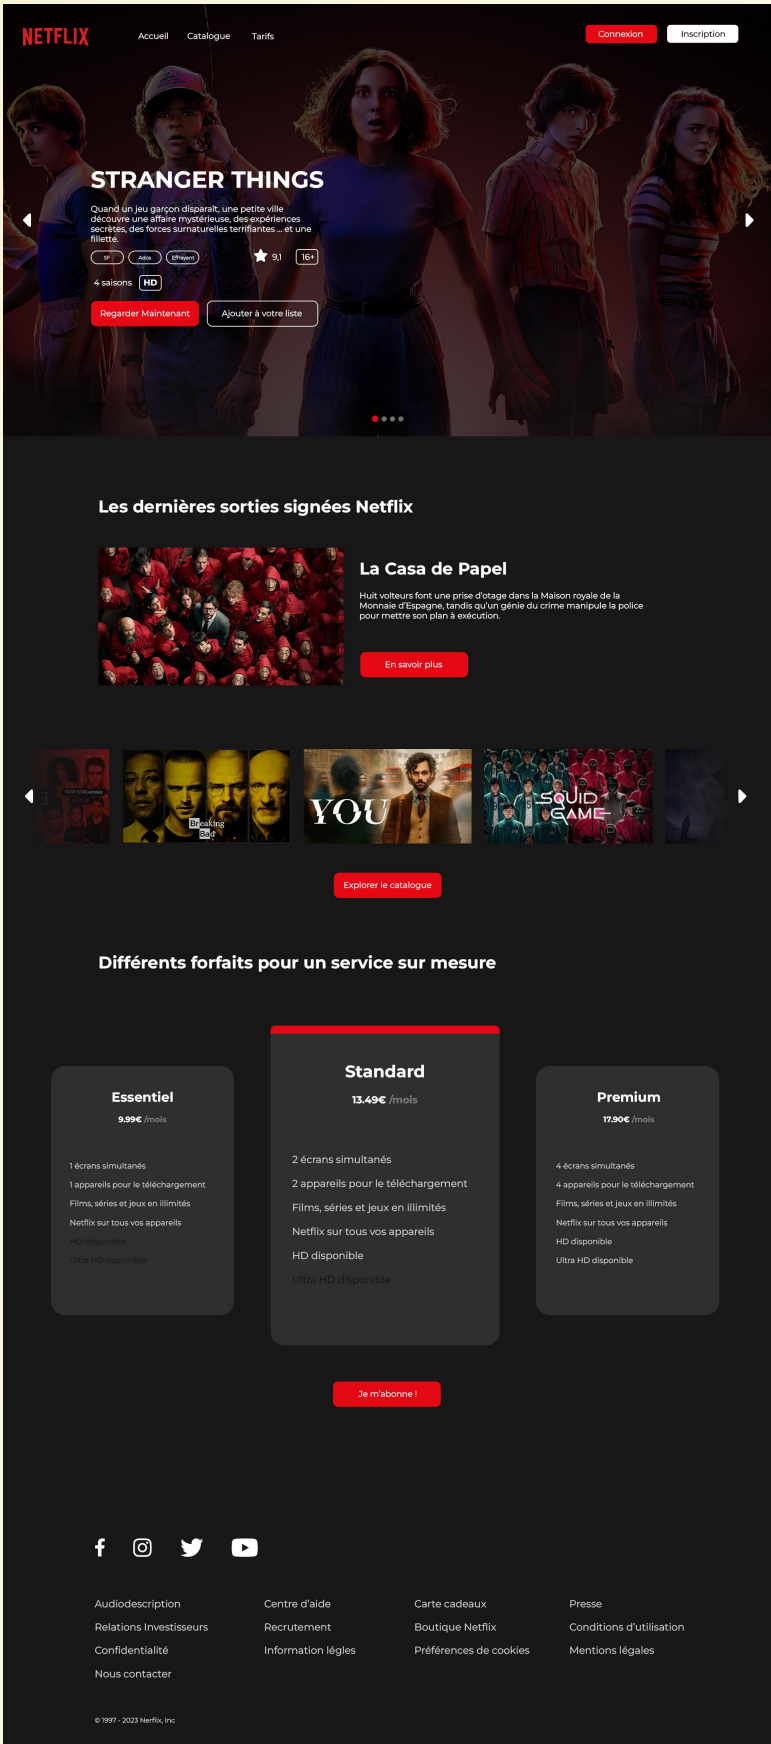 NETFLIX
Accueil
Catalogue
Tarifs
Connexion
Inscription
STRANGER THINGS
Quand un jeu garçon disparaît, une petite ville
découvre une affaire mystérieuse, des expériences
secrètes, des forces surnaturelles terrifiantes ... et une
fillette.
SF
Ados
Effrayant
9,1
16+
4 saisons
HD
Regarder Maintenant
Ajouter à votre liste
Les dernières sorties signées Netflix
La Casa de Papel
Huit volteurs font une prise d'otage dans la Maison royale de la
Monnaie d'Espagne, tandis qu'un génie du crime manipule la police
pour mettre son plan à exécution.
En savoir plus
NOW STREAMING
Breaking
Bad
YOU
SQUID
GAME
Explorer le catalogue
Différents forfaits pour un service sur mesure
Essentiel
9.99€ /mois
1 écrans simultanés
1 appareils pour le téléchargement
Films, séries et jeux en illimités
Netflix sur tous vos appareils
HD disponible
Ultra HD disponible
Standard
13.49€ /mois
2 écrans simultanés
2 appareils pour le téléchargement
Films, séries et jeux en illimités
Netflix sur tous vos appareils
HD disponible
Ultra HD disponible
Premium
17.90€ /mois
4 écrans simultanés
4 appareils pour le téléchargement
Films, séries et jeux en illimités
Netflix sur tous vos appareils
HD disponible
Ultra HD disponible
Je m'abonne !
Audiodescription
Relations Investisseurs
Confidentialité
Nous contacter
Centre d'aide
Recrutement
Information légles
Carte cadeaux
Boutique Netflix
Préférences de cookies
Presse
Conditions d'utilisation
Mentions légales
© 1997 - 2023 Nerflix, Inc